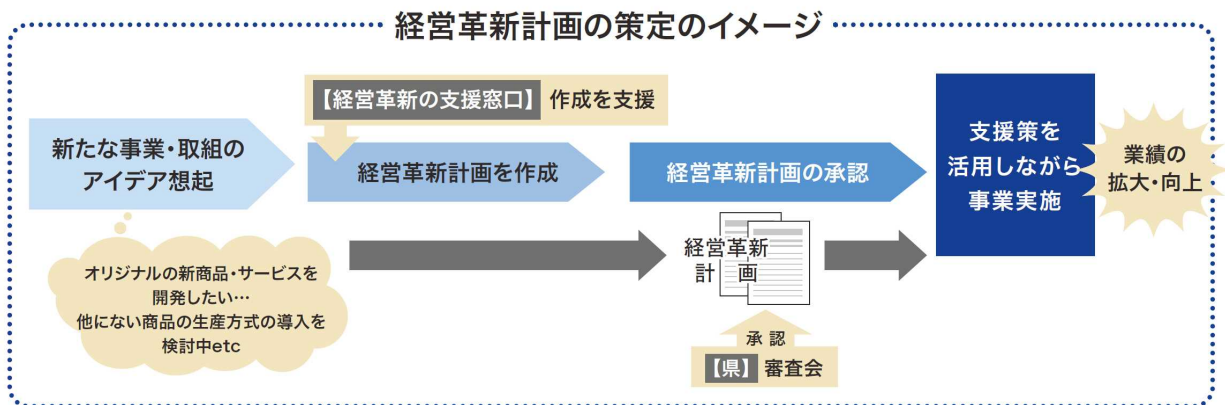 経営革新計画の策定のイメージ
【経営革新の支援窓口】作成を支援
新たな事業・取組の
アイデア想起
経営革新計画を作成
経営革新計画の承認
支援策を
活用しながら
事業実施
業績の
拡大・向上
オリジナルの新商品・サービスを
開発したい…
他にない商品の生産方式の導入を
検討中etc
経営革新
計画
承認
【県】審査会